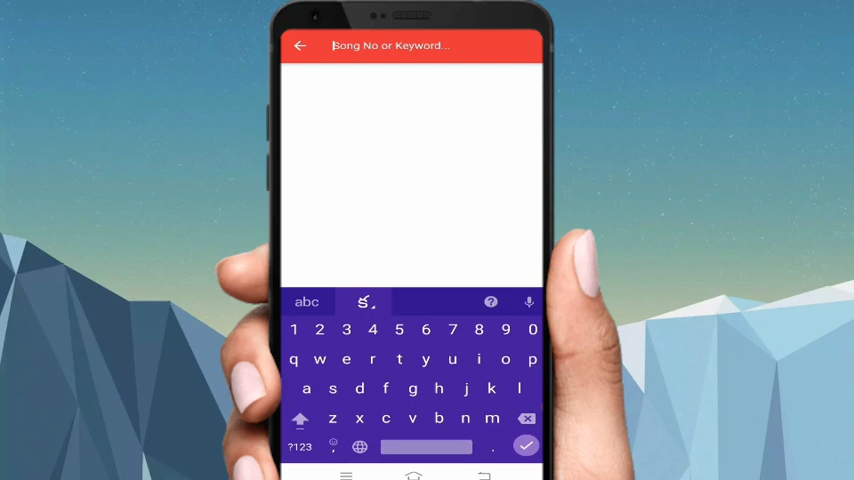 Song No or Keyword...
abc క
1 2 3 4 5 6 7 8 9 0
q w e r t y u i o p
a s d f g h j k l
z x c v b n m
?123 , .